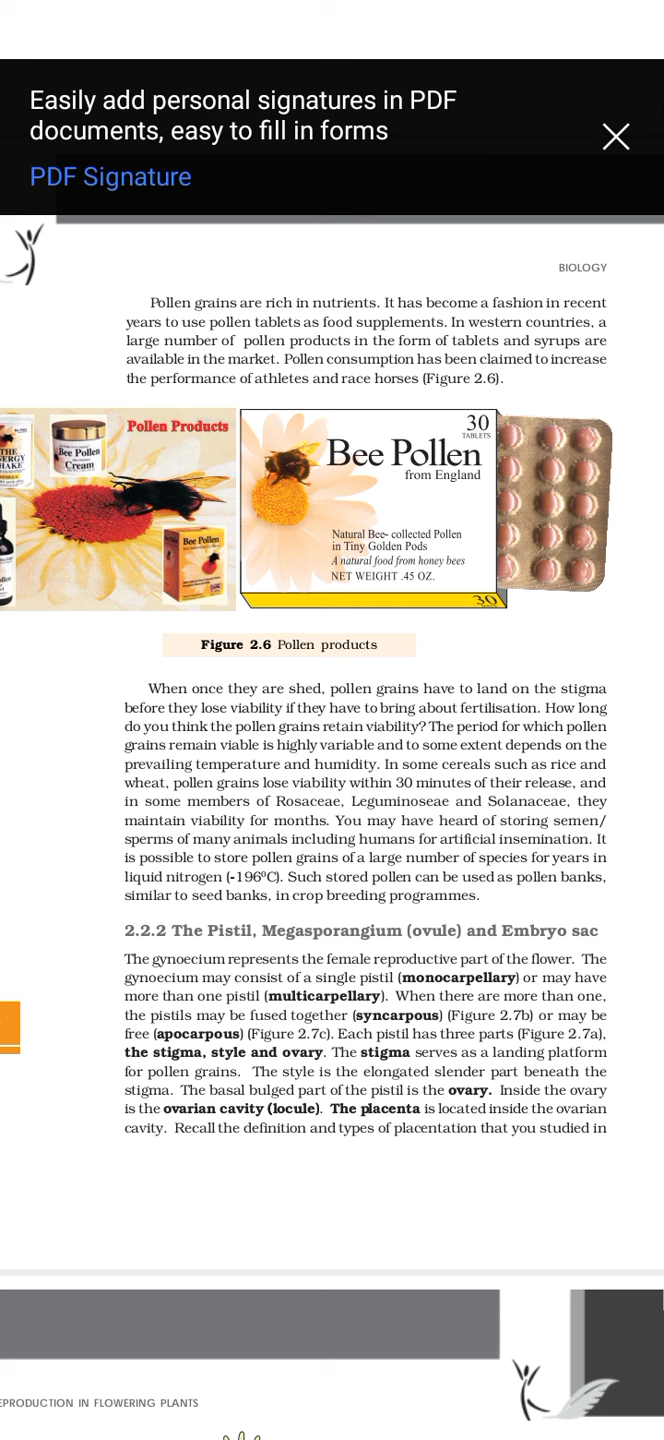 Easily add personal signatures in PDF
documents, easy to fill in forms
PDF Signature
BIOLOGY
Pollen grains are rich in nutrients. It has become a fashion in recent
years to use pollen tablets as food supplements. In western countries, a
large number of pollen products in the form of tablets and syrups are
available in the market. Pollen consumption has been claimed to increase
the performance of athletes and race horses (Figure 2.6).
Pollen Products
Bee Pollen
Cream
Bee Pollen
30
TABLETS
Bee Pollen
from England
Natural Bee- collected Pollen
in Tiny Golden Pods
A natural food from honey bees
NET WEIGHT .45 OZ.
30
Figure 2.6 Pollen products
When once they are shed, pollen grains have to land on the stigma
before they lose viability if they have to bring about fertilisation. How long
do you think the pollen grains retain viability? The period for which pollen
grains remain viable is highly variable and to some extent depends on the
prevailing temperature and humidity. In some cereals such as rice and
wheat, pollen grains lose viability within 30 minutes of their release, and
in some members of Rosaceae, Leguminoseae and Solanaceae, they
maintain viability for months. You may have heard of storing semen/
sperms of many animals including humans for artificial insemination. It
is possible to store pollen grains of a large number of species for years in
liquid nitrogen (-196ºC). Such stored pollen can be used as pollen banks,
similar to seed banks, in crop breeding programmes.
2.2.2 The Pistil, Megasporangium (ovule) and Embryo sac
The gynoecium represents the female reproductive part of the flower. The
gynoecium may consist of a single pistil (monocarpellary) or may have
more than one pistil (multicarpellary). When there are more than one,
the pistils may be fused together (syncarpous) (Figure 2.7b) or may be
free (apocarpous) (Figure 2.7c). Each pistil has three parts (Figure 2.7a),
the stigma, style and ovary. The stigma serves as a landing platform
for pollen grains. The style is the elongated slender part beneath the
stigma. The basal bulged part of the pistil is the ovary. Inside the ovary
is the ovarian cavity (locule). The placenta is located inside the ovarian
cavity. Recall the definition and types of placentation that you studied in
EPRODUCTION IN FLOWERING PLANTS